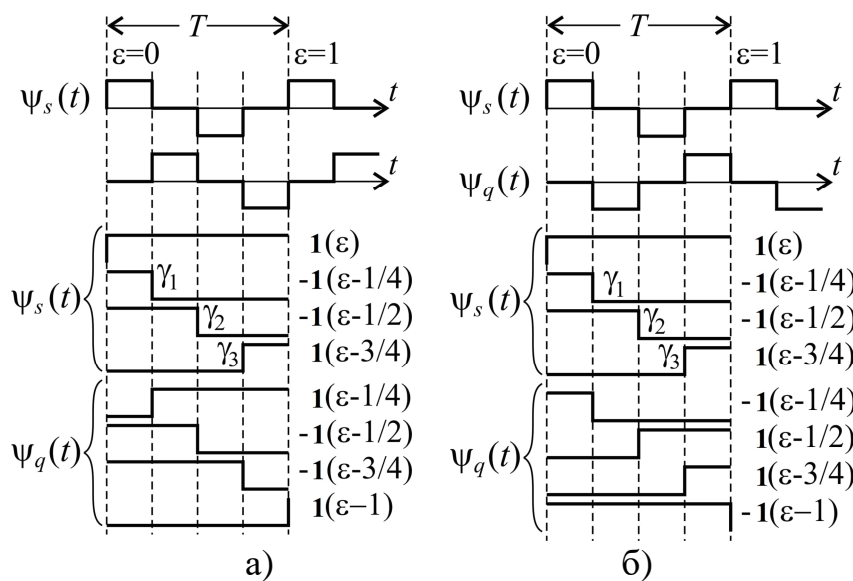 T
ε=0 ε=1
ψs(t) t
t
1(ε)
γ1 -1(ε-1/4)
ψs(t) γ2 -1(ε-1/2)
γ3 1(ε-3/4)
1(ε-1/4)
ψq(t) -1(ε-1/2)
-1(ε-3/4)
1(ε−1)
а)
T
ε=0 ε=1
ψs(t) t
ψq(t) t
1(ε)
γ1 -1(ε-1/4)
ψs(t) γ2 -1(ε-1/2)
γ3 1(ε-3/4)
-1(ε-1/4)
ψq(t) 1(ε-1/2)
1(ε-3/4)
-1(ε−1)
б)